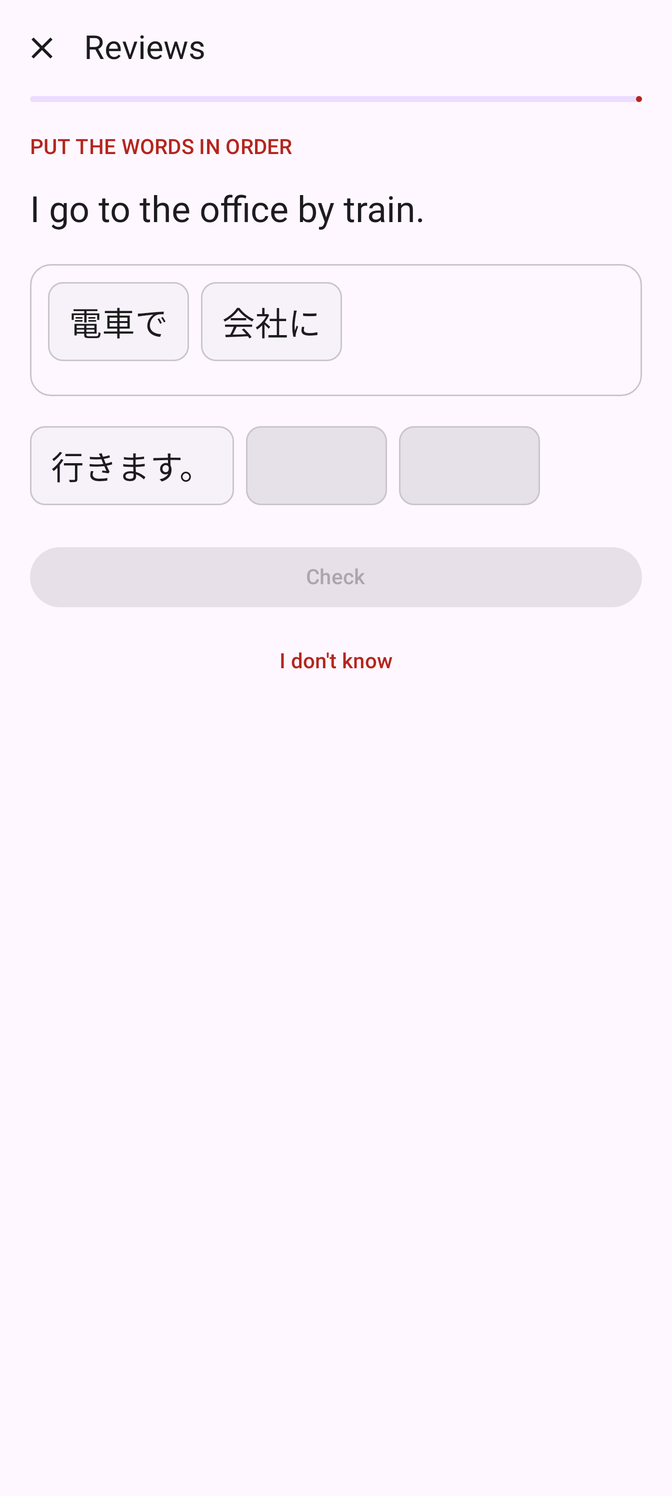 Reviews
PUT THE WORDS IN ORDER
I go to the office by train.
電車で 会社に
行きます。
Check
I don't know